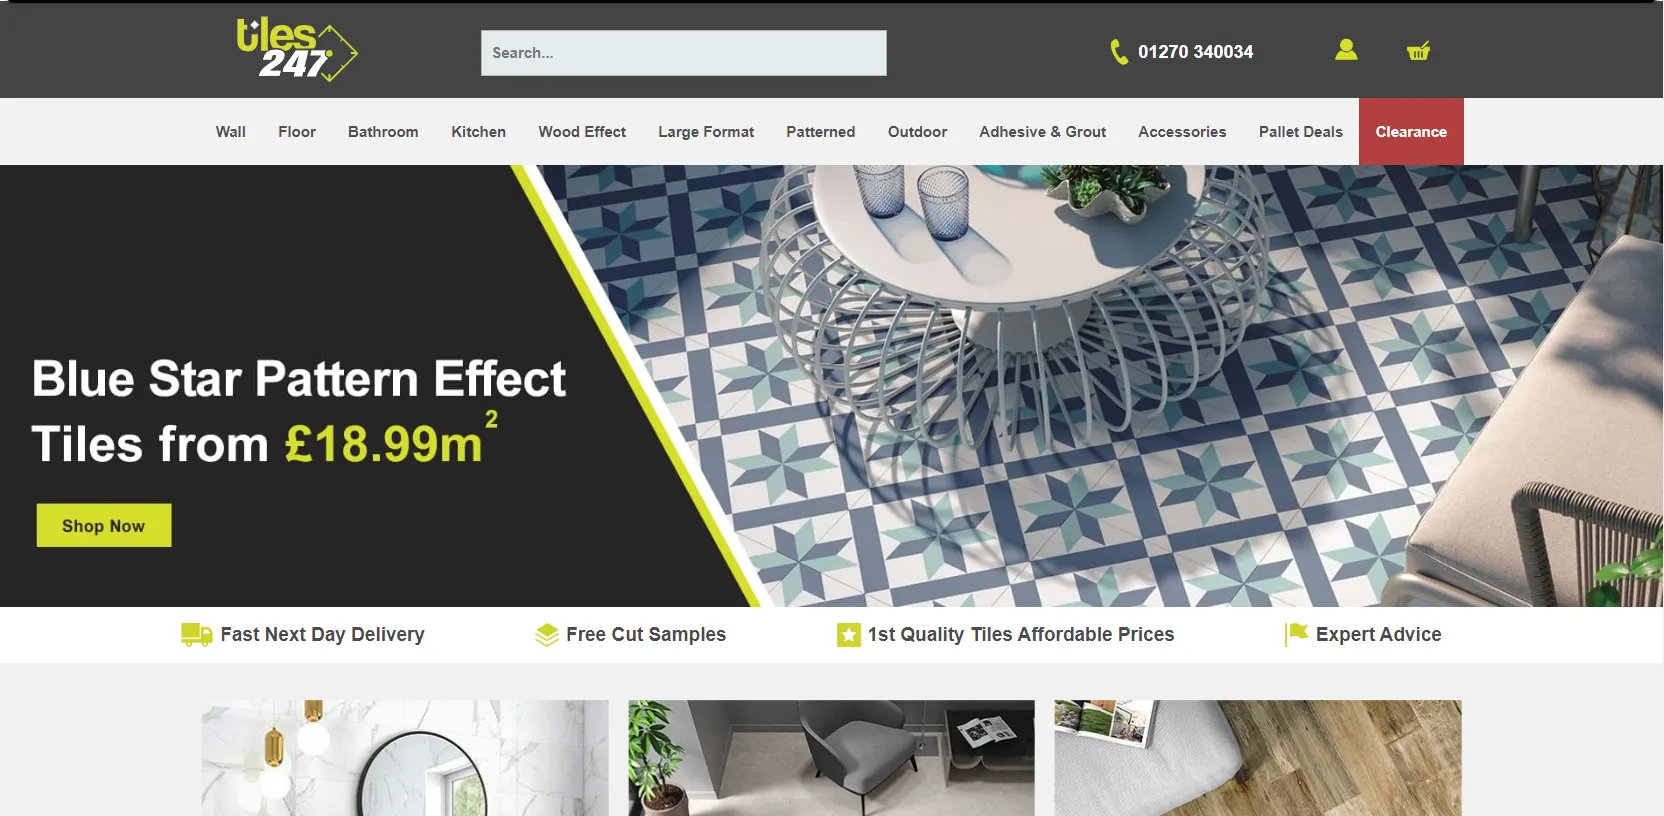 tiles
247
Search...
01270 340034
Wall
Floor
Bathroom
Kitchen
Wood Effect
Large Format
Patterned
Outdoor
Adhesive & Grout
Accessories
Pallet Deals
Clearance
Blue Star Pattern Effect
Tiles from £18.99m²
Shop Now
Fast Next Day Delivery
Free Cut Samples
1st Quality Tiles Affordable Prices
Expert Advice